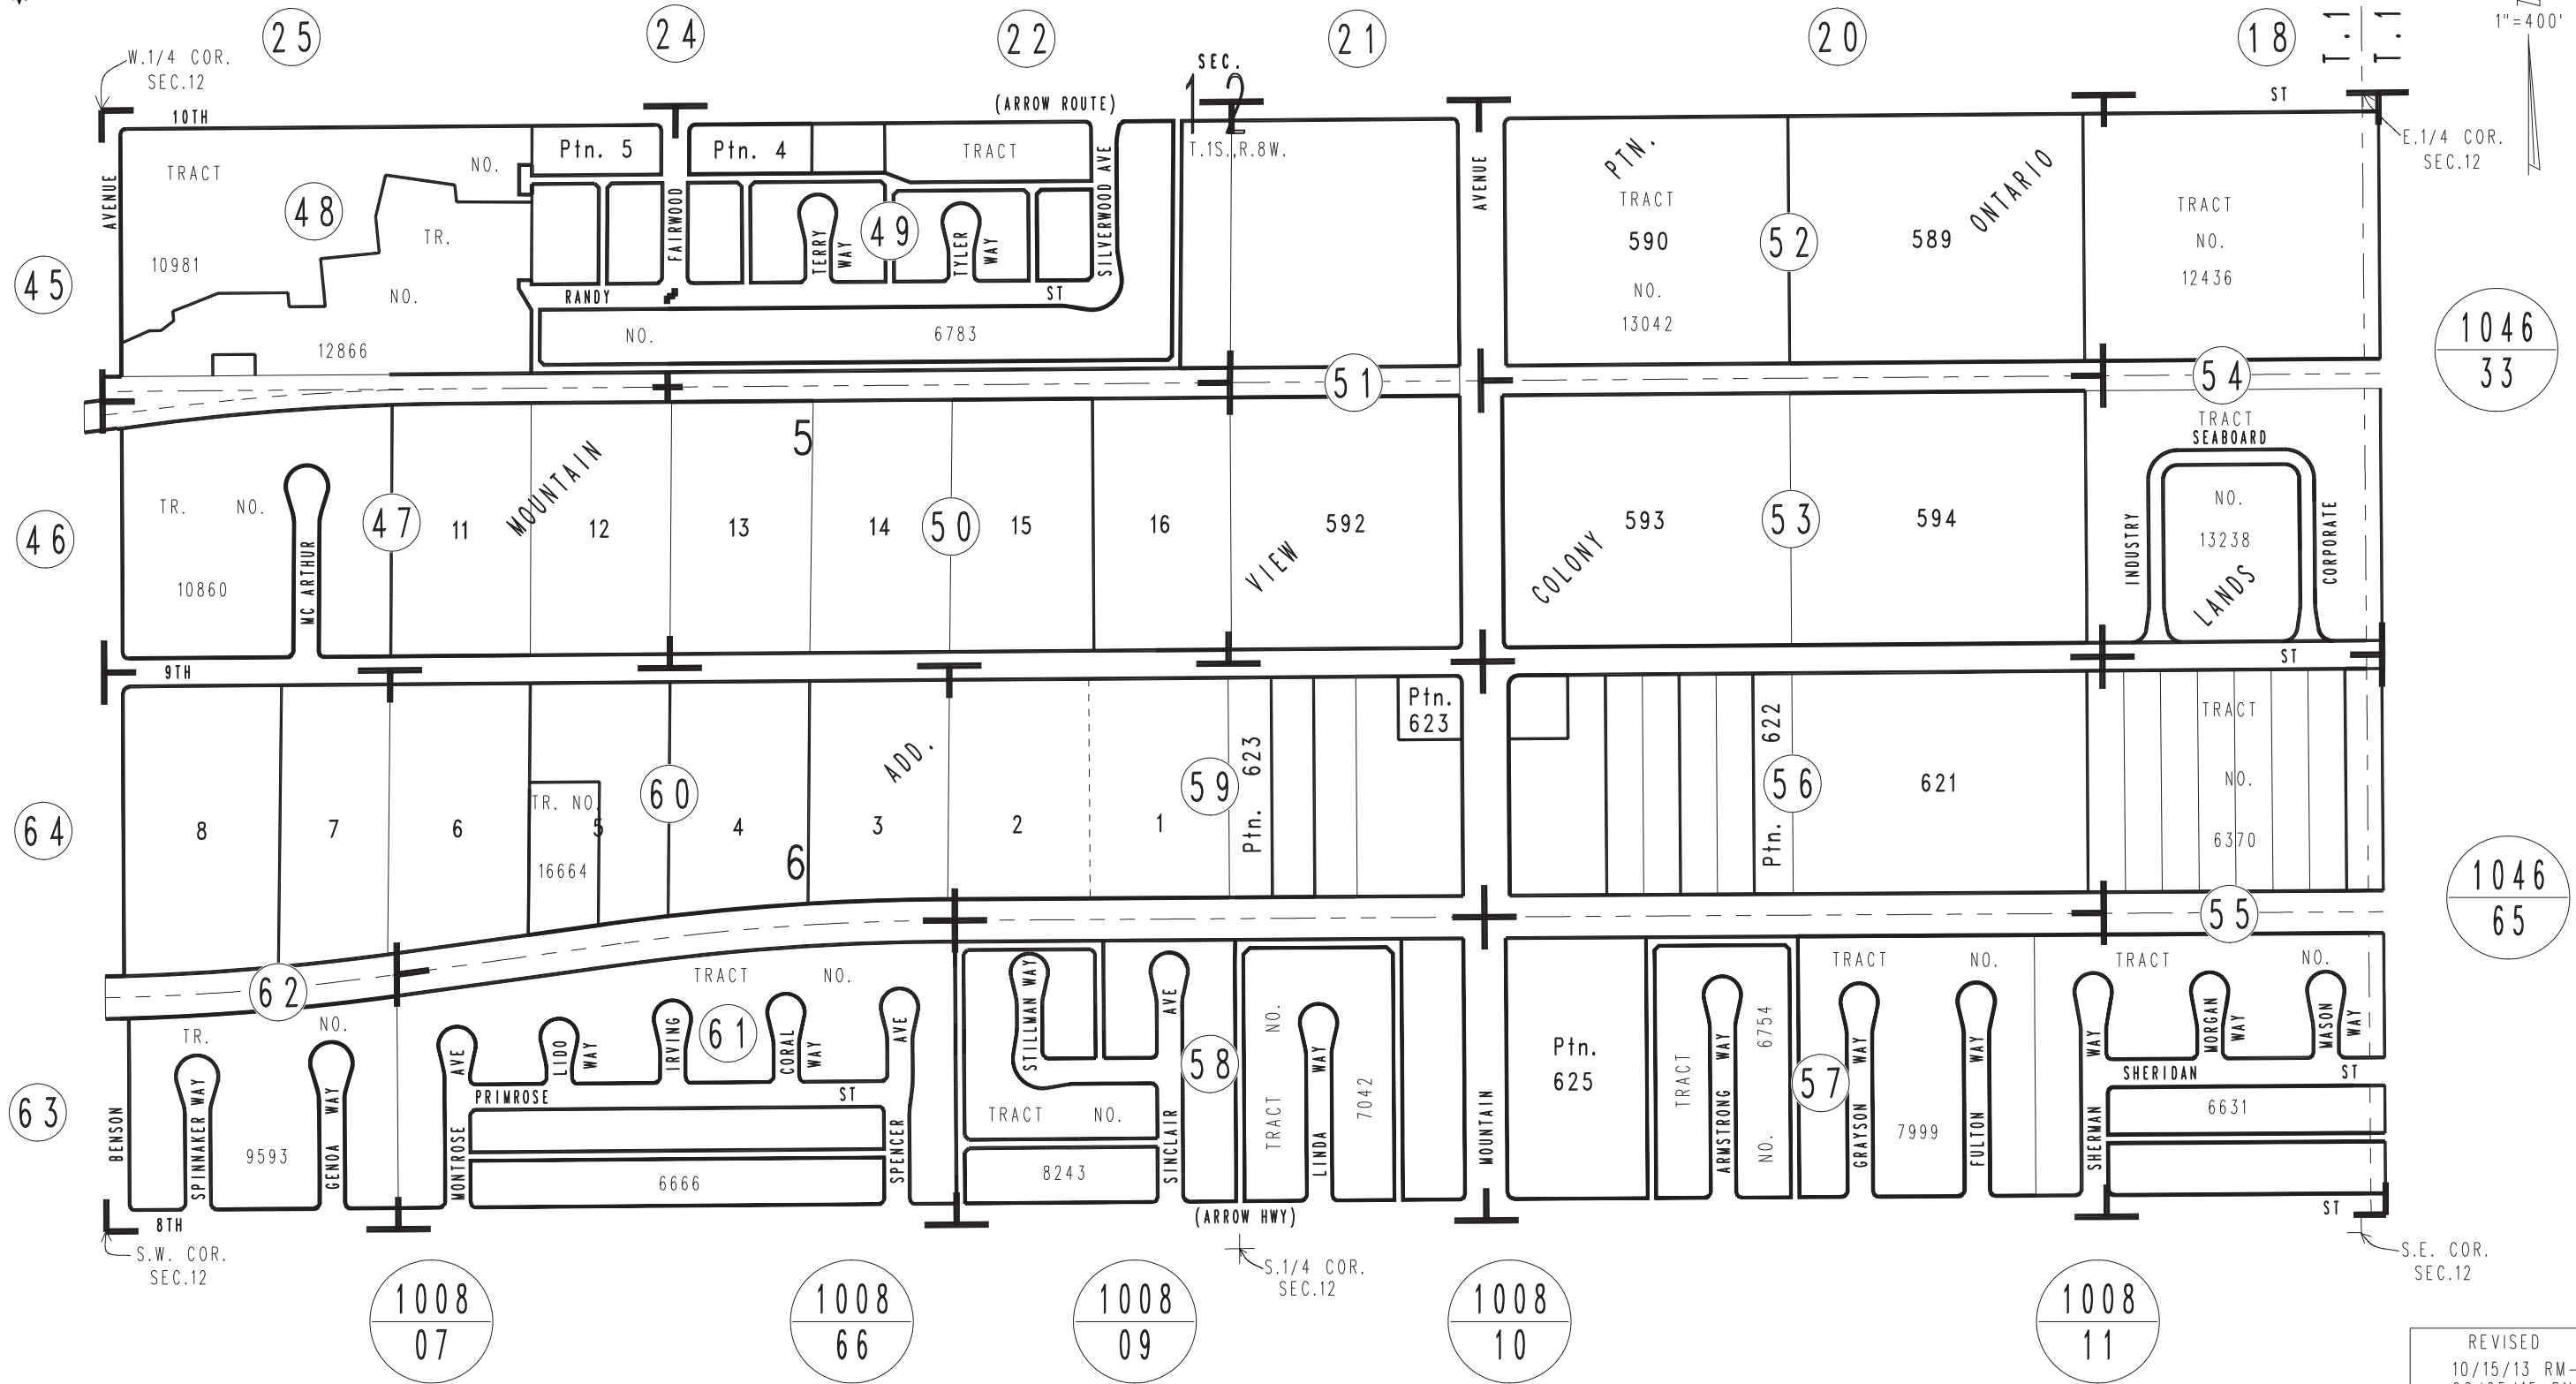 25
24
22
21
20
18
T.1
T.1
1"=400'
W.1/4 COR.
SEC.12
SEC.
12
T.1S.,R.8W.
(ARROW ROUTE)
10TH
ST
E.1/4 COR.
SEC.12
TRACT
NO.
48
10981
TR.
NO.
12866
AVENUE
45
Ptn. 5
Ptn. 4
TRACT
FAIRWOOD
TERRY
WAY
49
TYLER
WAY
SILVERWOOD AVE
RANDY
ST
NO.
6783
AVENUE
PTN.
TRACT
590
NO.
13042
52
589
ONTARIO
TRACT
NO.
12436
1046
33
51
54
46
TR.
NO.
10860
MC ARTHUR
47
11
MOUNTAIN
12
5
13
14
50
15
16
VIEW
592
593
COLONY
53
594
TRACT
SEABOARD
NO.
13238
INDUSTRY
CORPORATE
LANDS
9TH
ST
64
8
7
6
TR. NO.
5
16664
60
4
6
3
ADD.
2
1
59
Ptn. 623
Ptn.
623
Ptn. 622
56
621
TRACT
NO.
6370
1046
65
55
62
63
BENSON
TR.
NO.
SPINNAKER WAY
9593
GENOA WAY
TRACT
NO.
MONTROSE AVE
LIDO
WAY
IRVING
61
CORAL
WAY
SPENCER AVE
PRIMROSE
ST
6666
STILLMAN WAY
TRACT
NO.
8243
SINCLAIR AVE
58
TRACT NO.
LINDA WAY
7042
MOUNTAIN
Ptn.
625
TRACT
ARMSTRONG WAY
NO. 6754
57
TRACT
NO.
GRAYSON WAY
7999
FULTON WAY
TRACT
NO.
SHERMAN WAY
MORGAN
WAY
MASON
WAY
SHERIDAN
ST
6631
8TH
(ARROW HWY)
ST
S.W. COR.
SEC.12
S.1/4 COR.
SEC.12
S.E. COR.
SEC.12
1008
07
1008
66
1008
09
1008
10
1008
11
REVISED
10/15/13 RM-